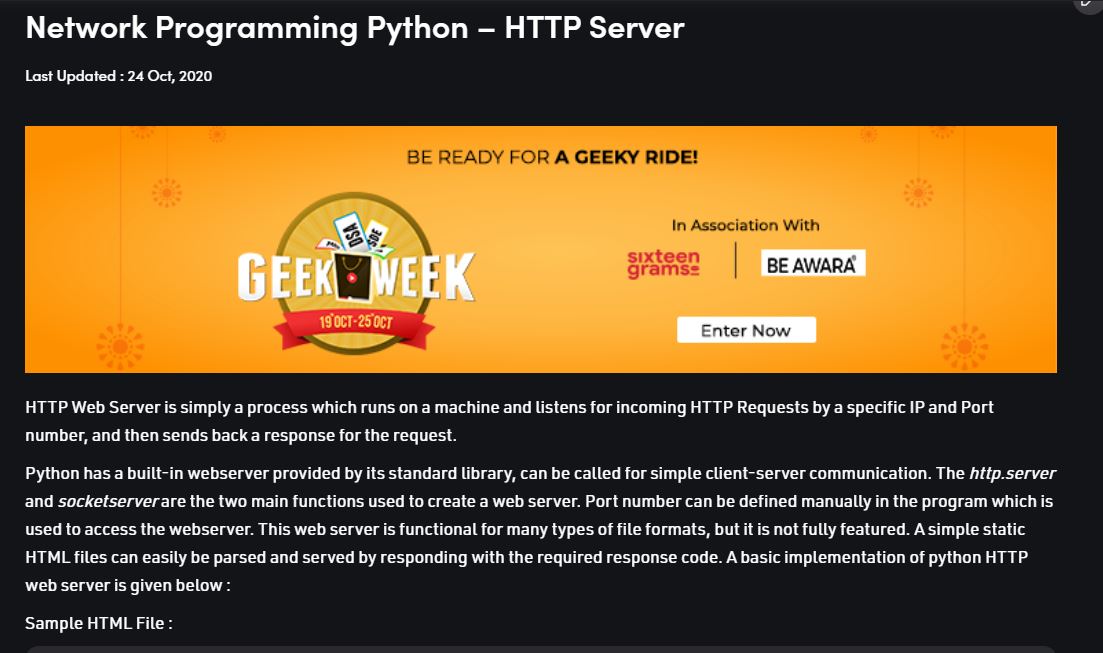 Network Programming Python – HTTP Server
Last Updated : 24 Oct, 2020
BE READY FOR A GEEKY RIDE!
DSA
SDE
GEEK WEEK
19 OCT-25 OCT
In Association With
sixteen
grams
BE AWARA
Enter Now
HTTP Web Server is simply a process which runs on a machine and listens for incoming HTTP Requests by a specific IP and Port
number, and then sends back a response for the request.
Python has a built-in webserver provided by its standard library, can be called for simple client-server communication. The http.server
and socketserver are the two main functions used to create a web server. Port number can be defined manually in the program which is
used to access the webserver. This web server is functional for many types of file formats, but it is not fully featured. A simple static
HTML files can easily be parsed and served by responding with the required response code. A basic implementation of python HTTP
web server is given below :
Sample HTML File :